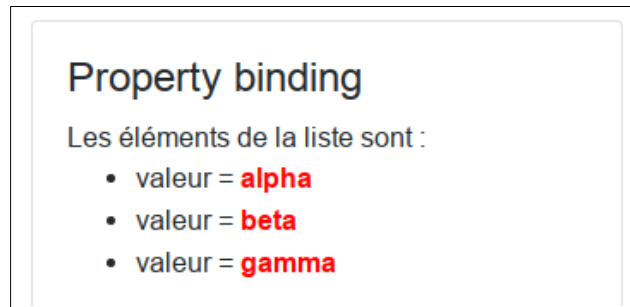 Property binding
Les éléments de la liste sont :
• valeur = alpha
• valeur = beta
• valeur = gamma